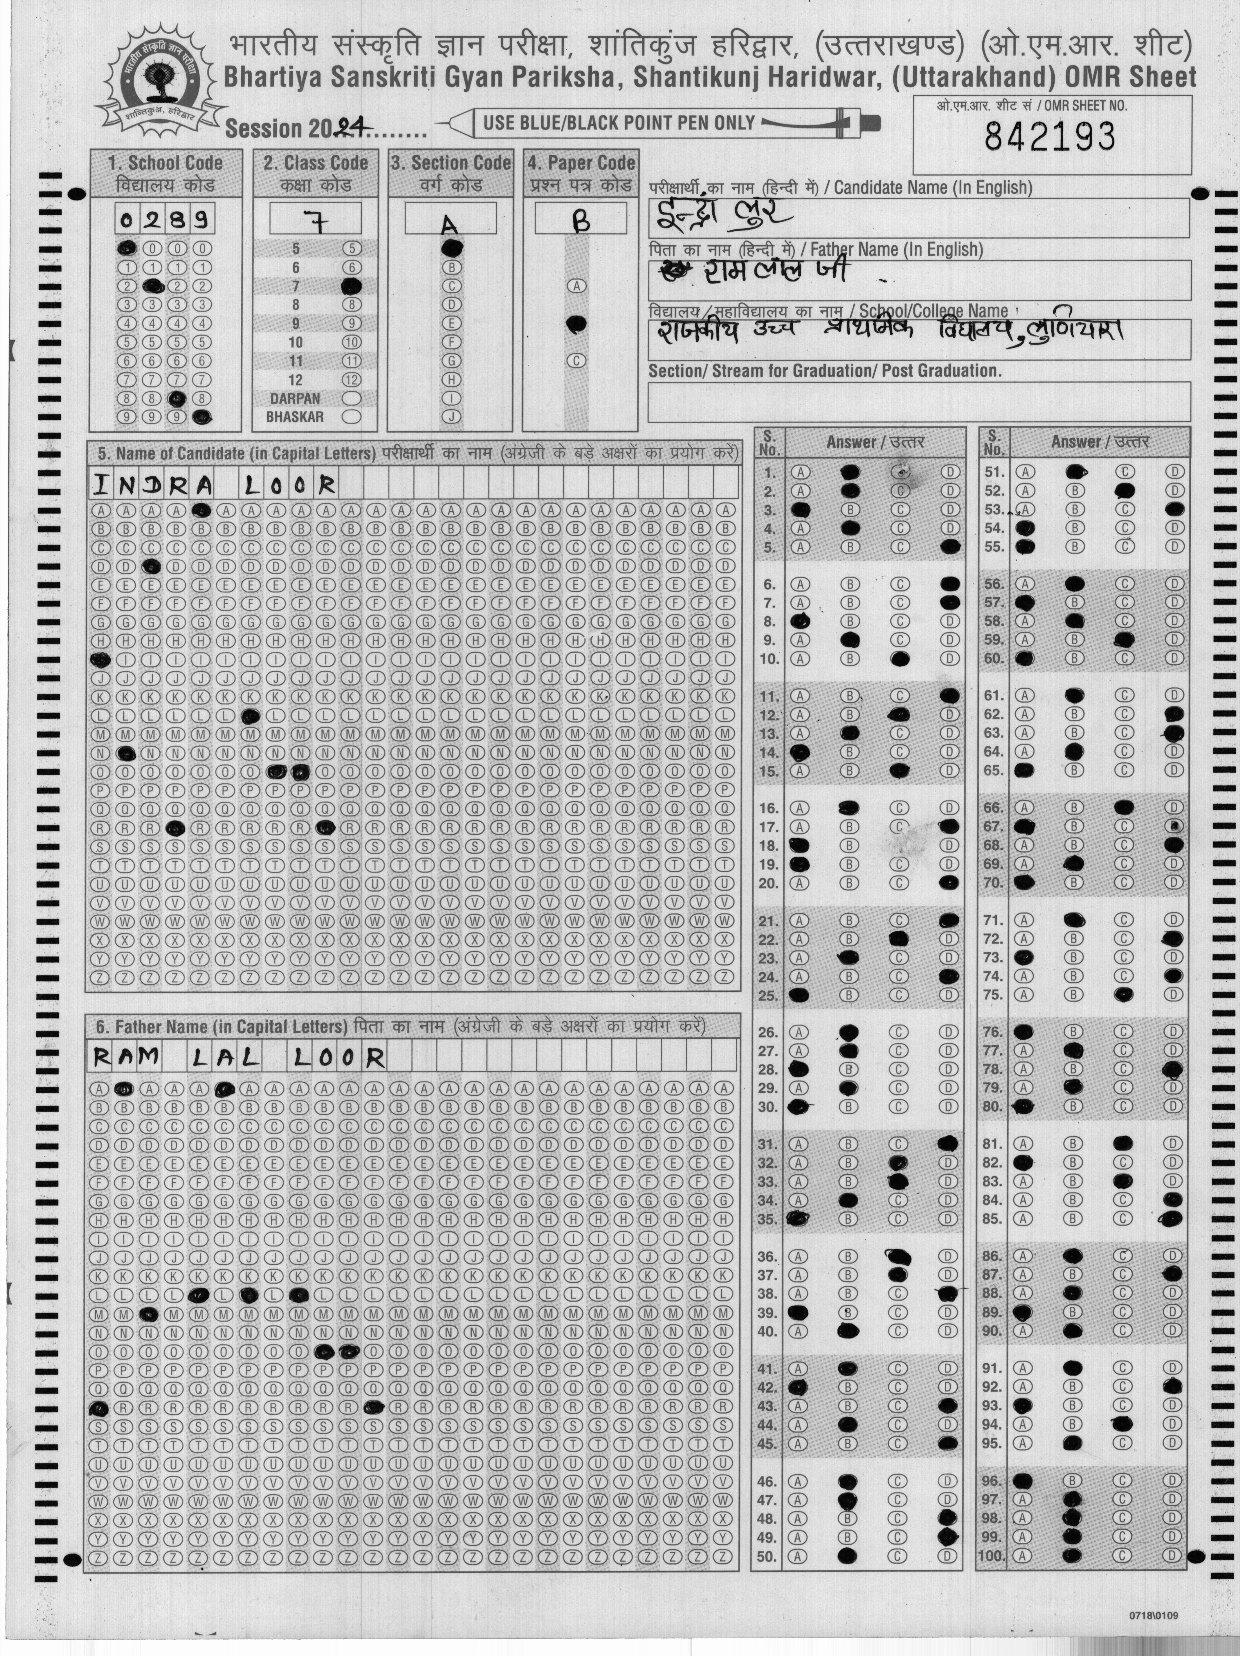 भारतीय संस्कृति ज्ञान परीक्षा, शांतिकुंज हरिद्वार, (उत्तराखण्ड) (ओ.एम.आर. शीट)
Bhartiya Sanskriti Gyan Pariksha, Shantikunj Haridwar, (Uttarakhand) OMR Sheet
Session 2024
USE BLUE/BLACK POINT PEN ONLY
ओ.एम.आर. शीट सं / OMR SHEET NO.
842193
1. School Code
विद्यालय कोड
0289
2. Class Code
कक्षा कोड
7
5
6
7
8
9
10
11
12
DARPAN
BHASKAR
3. Section Code
वर्ग कोड
A
4. Paper Code
प्रश्न पत्र कोड
B
परीक्षार्थी का नाम (हिन्दी में) / Candidate Name (In English)
इन्द्रा लुर
पिता का नाम (हिन्दी में) / Father Name (In English)
राम लाल जी
विद्यालय/महाविद्यालय का नाम / School/College Name
राजकीय उच्च प्राथमिक विद्यालय,
Section/ Stream for Graduation/ Post Graduation.
5. Name of Candidate (in Capital Letters) परीक्षार्थी का नाम (अंग्रेजी के बड़े अक्षरों का प्रयोग करें)
INDRA LOOR
6. Father Name (in Capital Letters) पिता का नाम (अंग्रेजी के बड़े अक्षरों का प्रयोग करें)
RAM LAL LOOR
S. No. Answer / उत्तर
S. No. Answer / उत्तर
0718\0109